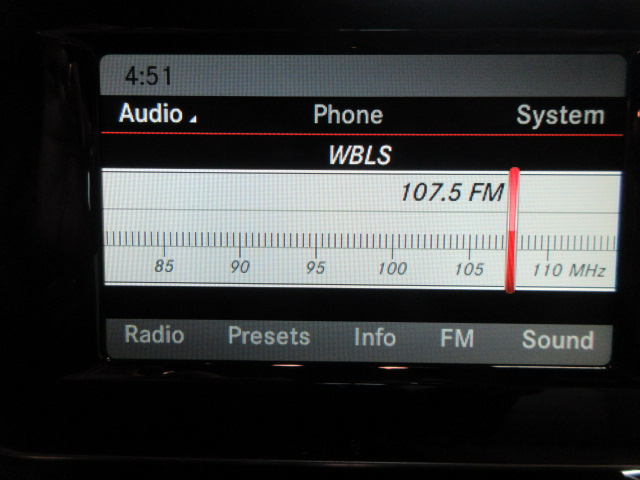 4:51
Audio Phone System
WBLS
107.5 FM
85 90 95 100 105 110 MHz
Radio Presets Info FM Sound